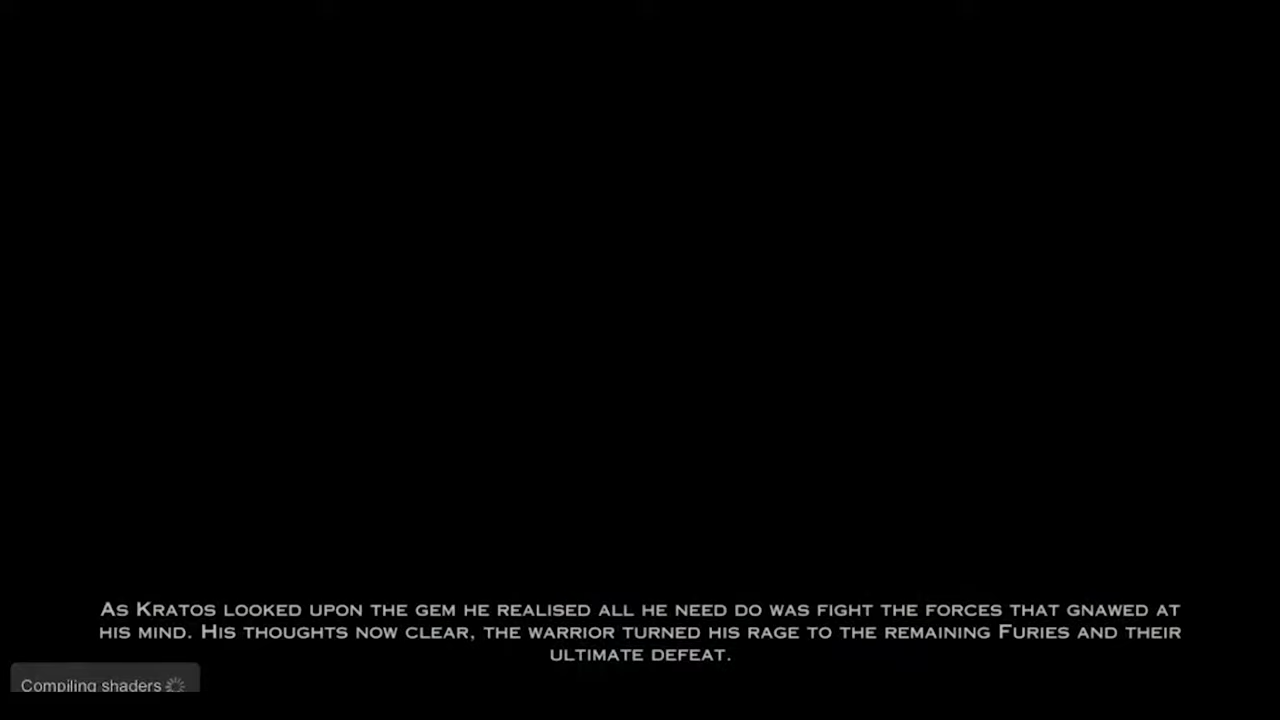 As Kratos looked upon the gem he realised all he need do was fight the forces that gnawed at
his mind. His thoughts now clear, the warrior turned his rage to the remaining Furies and their
ultimate defeat.
Compiling shaders